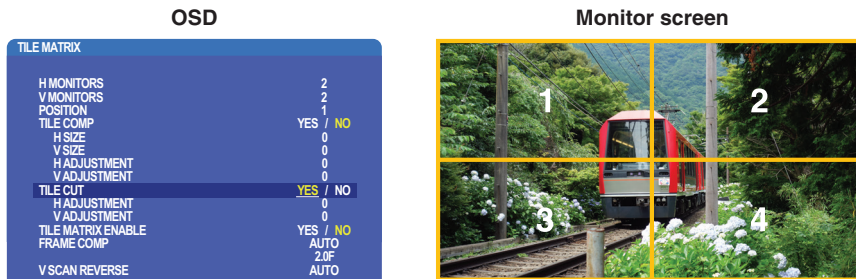 OSD
Monitor screen
TILE MATRIX
H MONITORS 2
V MONITORS 2
POSITION 1
TILE COMP YES / NO
H SIZE 0
V SIZE 0
H ADJUSTMENT 0
V ADJUSTMENT 0
TILE CUT YES / NO
H ADJUSTMENT 0
V ADJUSTMENT 0
TILE MATRIX ENABLE YES / NO
FRAME COMP AUTO
2.0F
V SCAN REVERSE AUTO
1 2
3 4